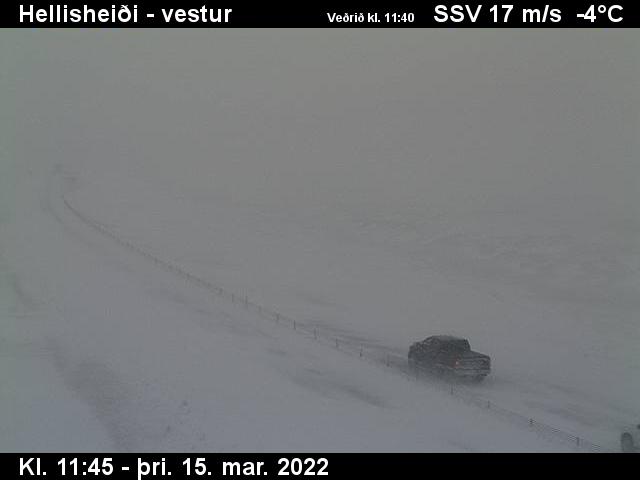 Hellisheiði - vestur Veðrið kl. 11:40 SSV 17 m/s -4°C
Kl. 11:45 - þri. 15. mar. 2022